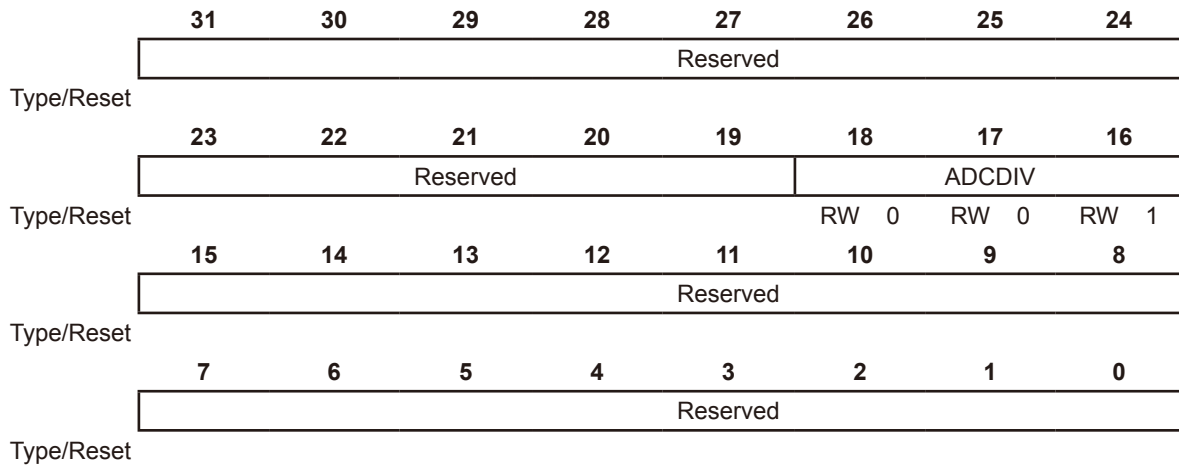 31 30 29 28 27 26 25 24
Reserved
Type/Reset
23 22 21 20 19 18 17 16
Reserved ADCDIV
Type/Reset RW 0 RW 0 RW 1
15 14 13 12 11 10 9 8
Reserved
Type/Reset
7 6 5 4 3 2 1 0
Reserved
Type/Reset